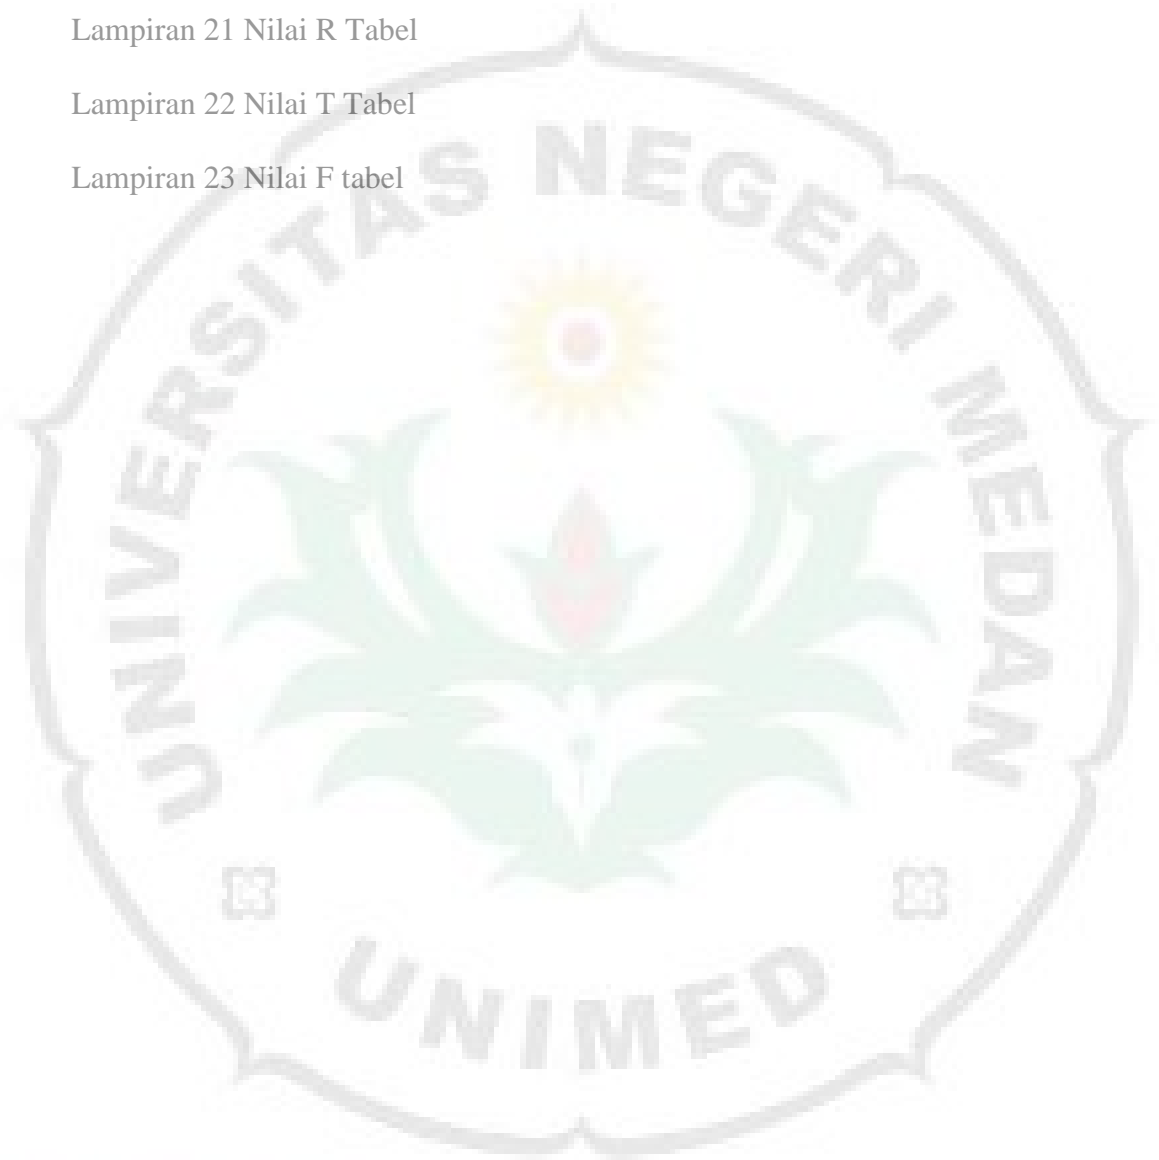 Lampiran 21 Nilai R Tabel
Lampiran 22 Nilai T Tabel
Lampiran 23 Nilai F tabel
UNIVERSITAS NEGERI MEDAN
UNIMED